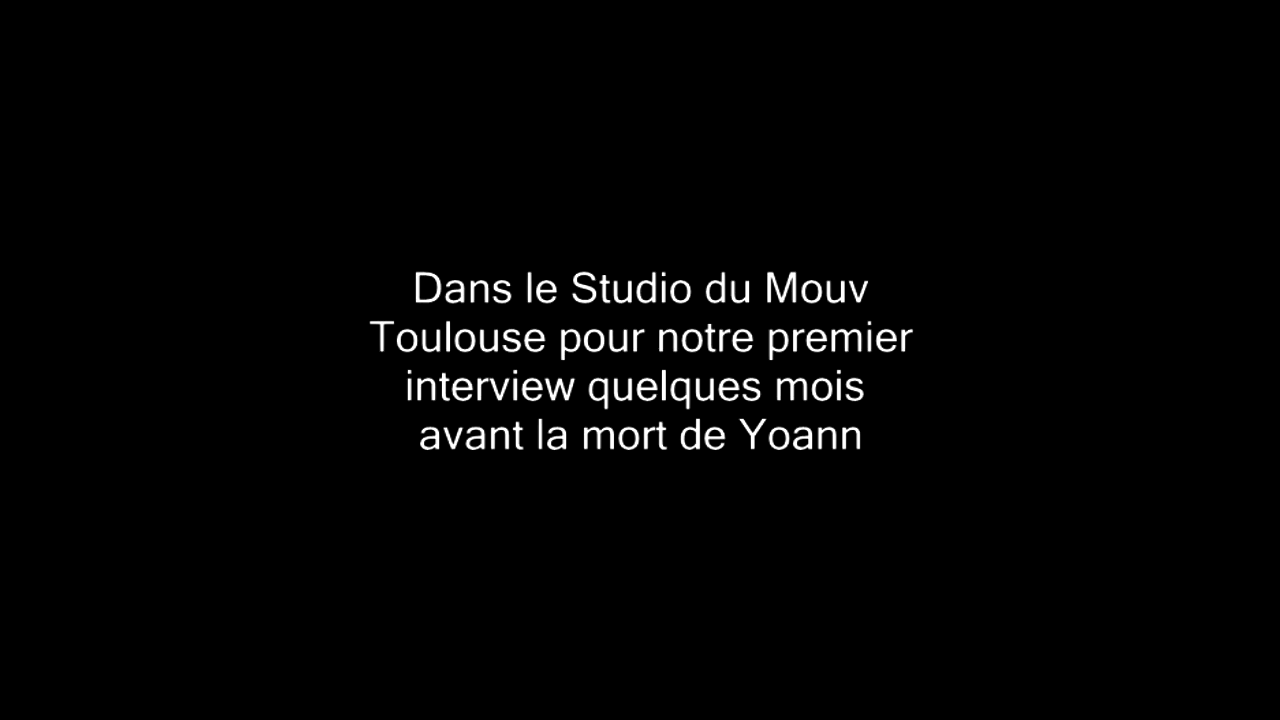 Dans le Studio du Mouv
Toulouse pour notre premier
interview quelques mois
avant la mort de Yoann